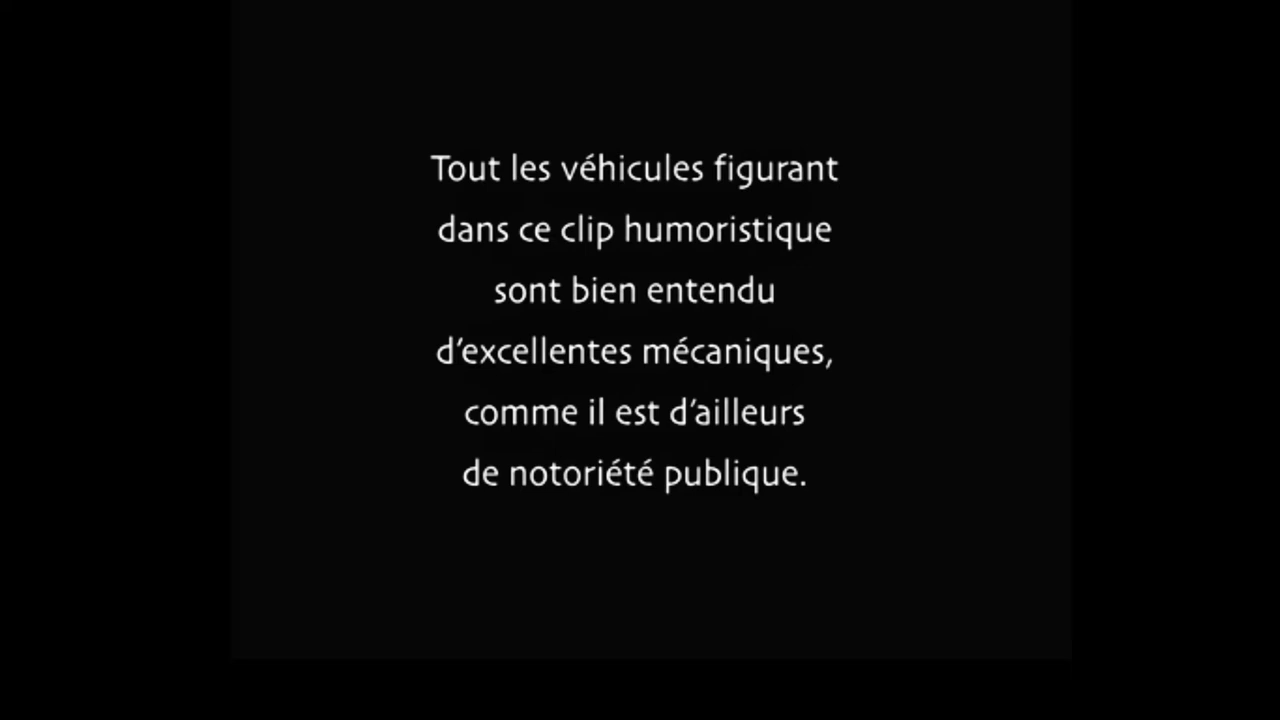 Tout les véhicules figurant
dans ce clip humoristique
sont bien entendu
d’excellentes mécaniques,
comme il est d’ailleurs
de notoriété publique.